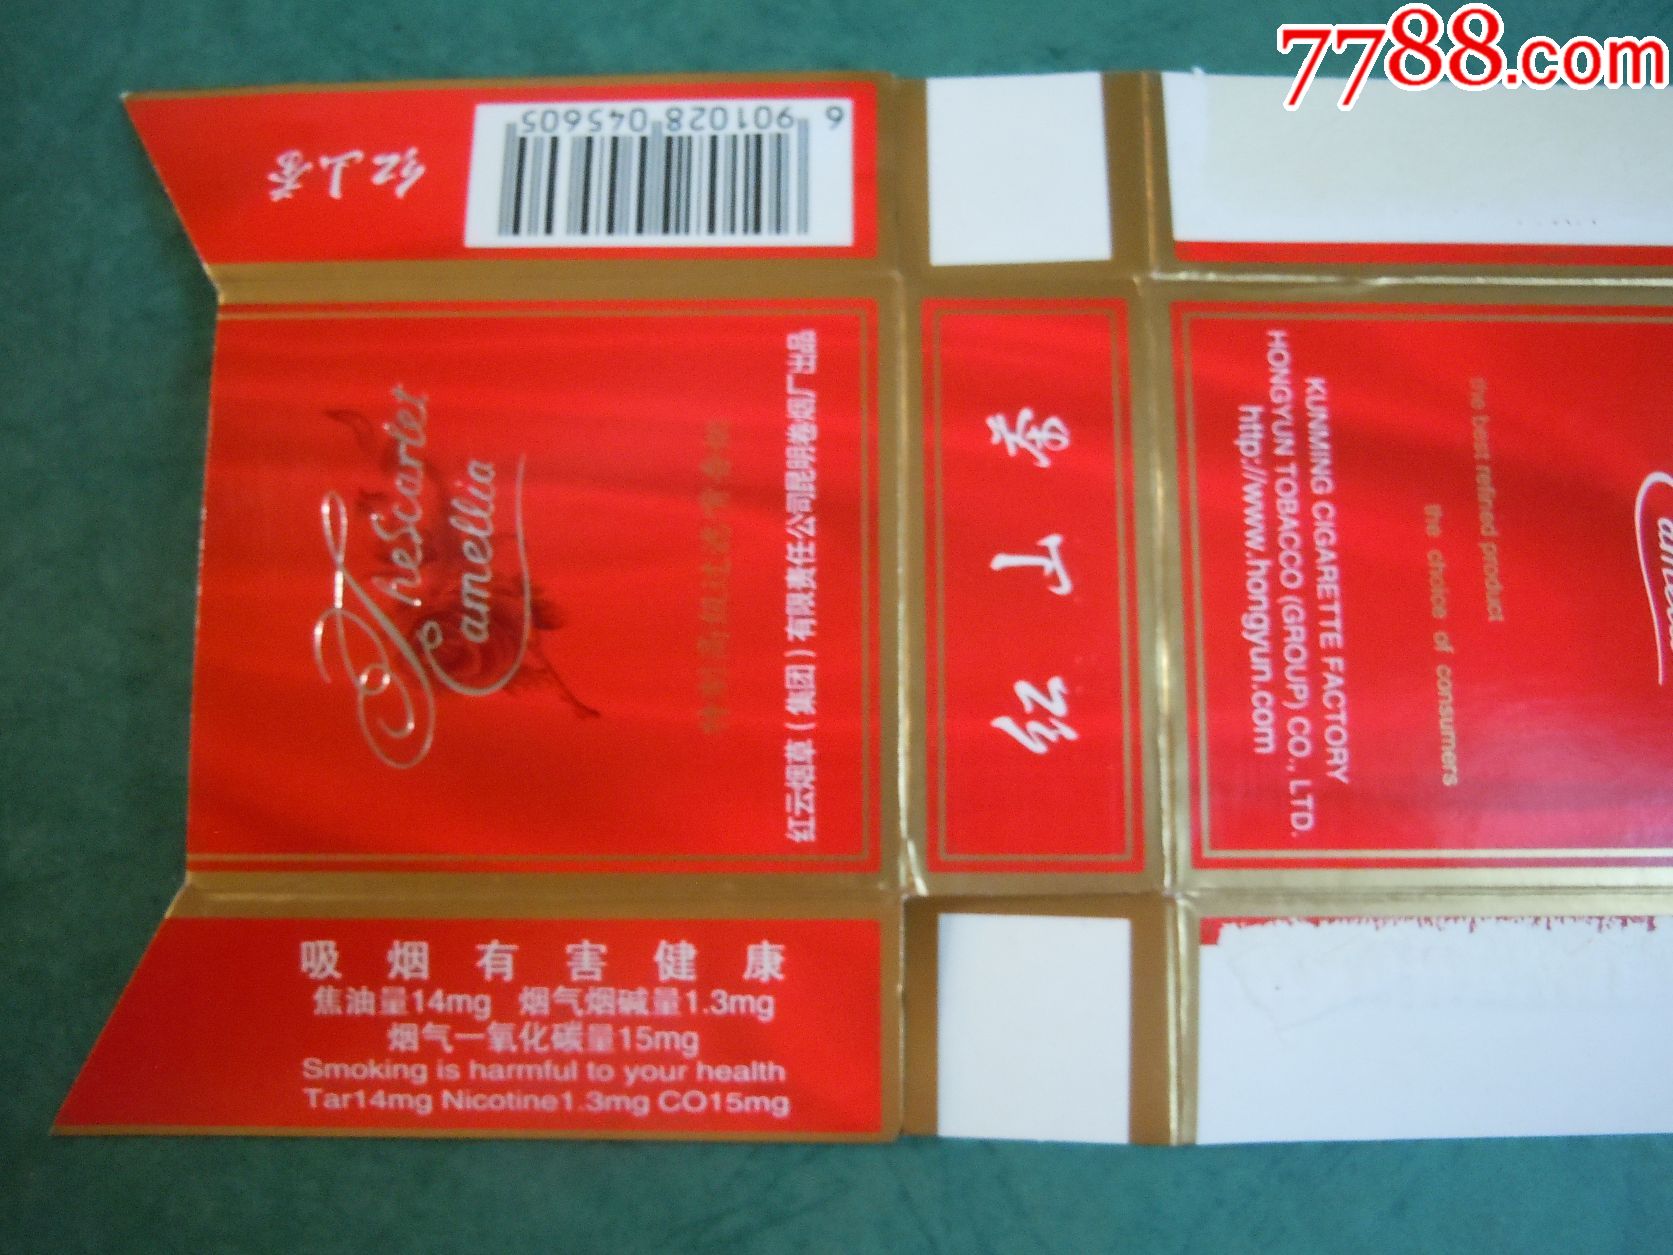 7788.com
红山茶
6 901028 045605
The Scarlet
Camellia
红云烟草（集团）有限责任公司昆明卷烟厂出品
红山茶
KUNMING CIGARETTE FACTORY
HONGYUN TOBACCO (GROUP) CO., LTD.
http://www.hongyun.com
the best refined product
the choice of consumers
吸烟有害健康
焦油量14mg 烟气烟碱量1.3mg
烟气一氧化碳量15mg
Smoking is harmful to your health
Tar14mg Nicotine1.3mg CO15mg